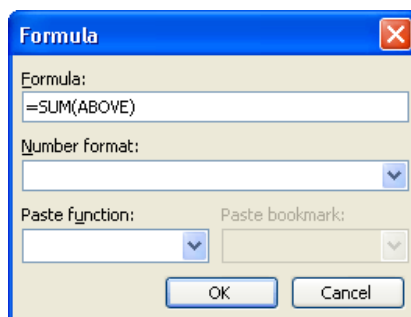 Formula
Formula:
=SUM(ABOVE)
Number format:
Paste function: Paste bookmark:
OK Cancel